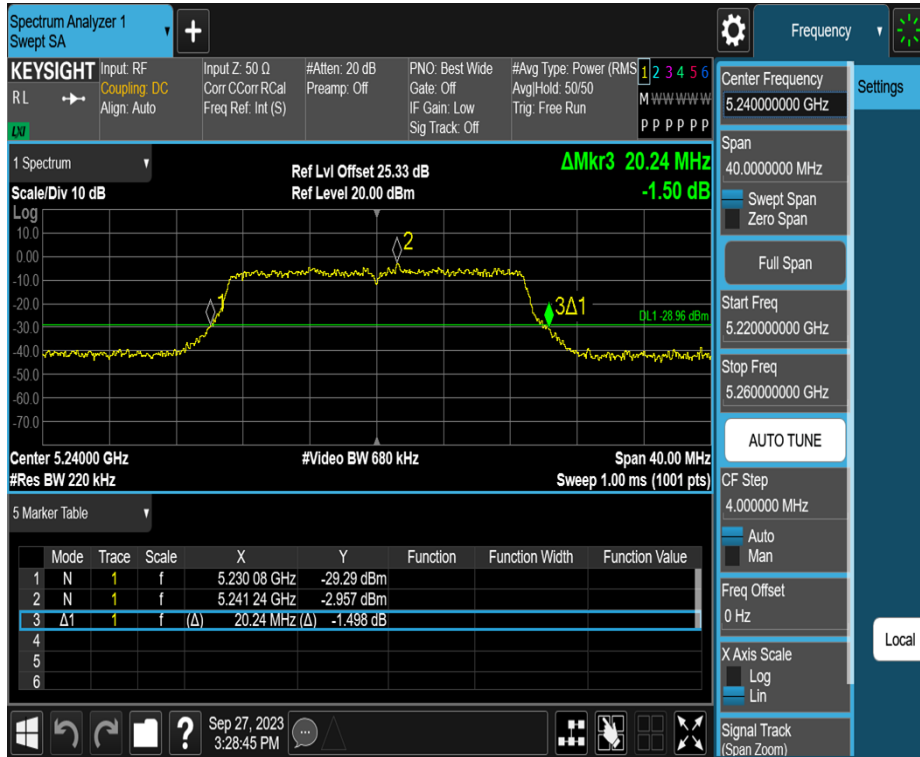 Spectrum Analyzer 1
Swept SA
+
Frequency
KEYSIGHT
Input: RF
Input Z: 50 Ω
#Atten: 20 dB
PNO: Best Wide
#Avg Type: Power (RMS
1 2 3 4 5 6
R L
Coupling: DC
Corr CCorr RCal
Preamp: Off
Gate: Off
Avg|Hold: 50/50
M W W W W W
Align: Auto
Freq Ref: Int (S)
IF Gain: Low
Trig: Free Run
Sig Track: Off
P P P P P P
LXI
1 Spectrum
Ref Lvl Offset 25.33 dB
ΔMkr3 20.24 MHz
Scale/Div 10 dB
Ref Level 20.00 dBm
-1.50 dB
Log
10.0
0.00
-10.0
-20.0
-30.0
-40.0
-50.0
-60.0
-70.0
1
2
3Δ1
DL1 -28.96 dBm
Center 5.24000 GHz
#Video BW 680 kHz
Span 40.00 MHz
#Res BW 220 kHz
Sweep 1.00 ms (1001 pts)
5 Marker Table
Mode Trace Scale X Y Function Function Width Function Value
1 N 1 f 5.230 08 GHz -29.29 dBm
2 N 1 f 5.241 24 GHz -2.957 dBm
3 Δ1 1 f (Δ) 20.24 MHz (Δ) -1.498 dB
4
5
6
?
Sep 27, 2023
3:28:45 PM
Center Frequency
5.240000000 GHz
Span
40.0000000 MHz
Swept Span
Zero Span
Full Span
Start Freq
5.220000000 GHz
Stop Freq
5.260000000 GHz
AUTO TUNE
CF Step
4.000000 MHz
Auto
Man
Freq Offset
0 Hz
X Axis Scale
Log
Lin
Signal Track
(Span Zoom)
Settings
Local